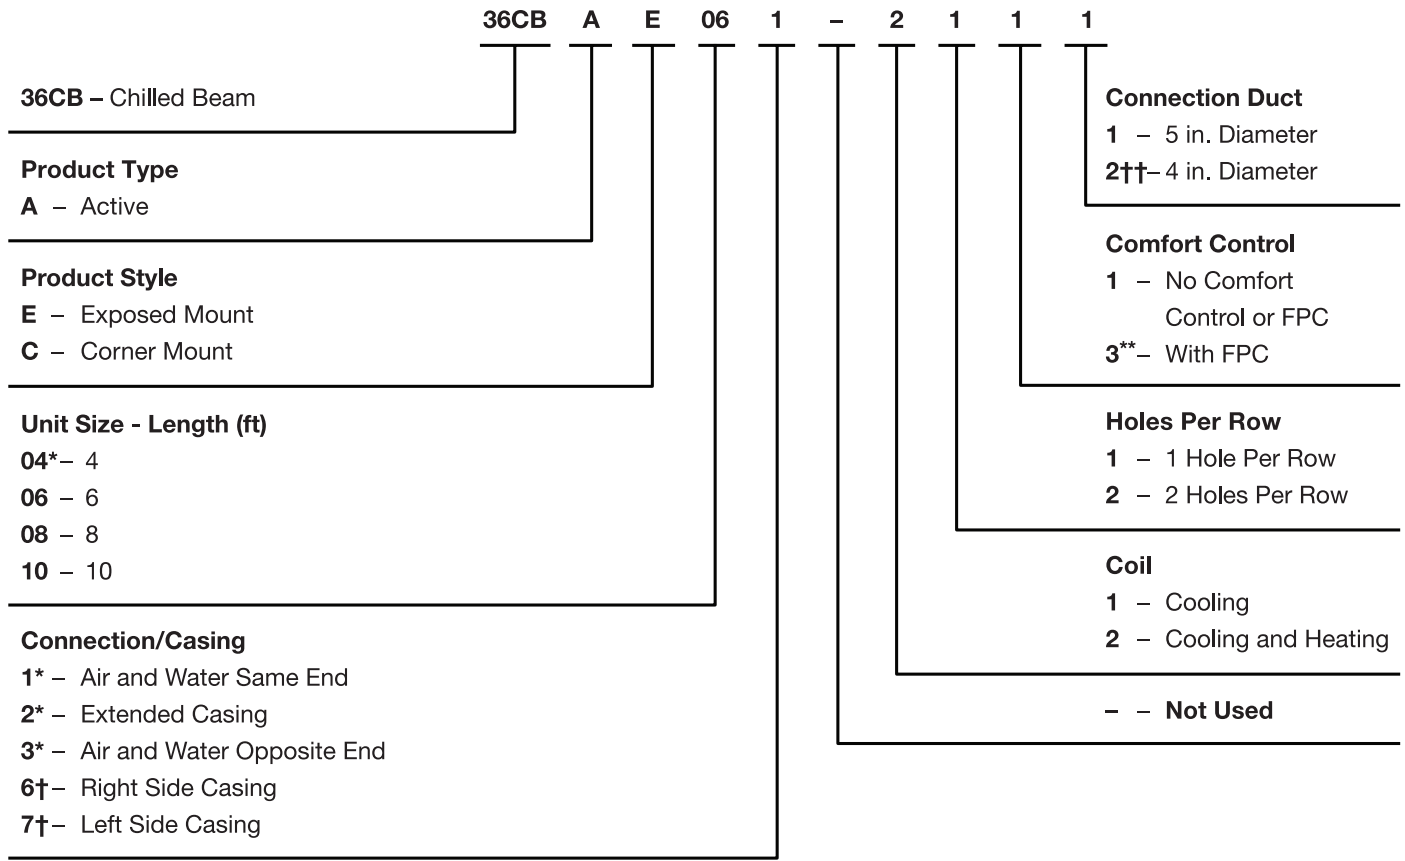 36CB A E 06 1 – 2 1 1 1
36CB – Chilled Beam
Product Type
A – Active
Product Style
E – Exposed Mount
C – Corner Mount
Unit Size - Length (ft)
04*– 4
06 – 6
08 – 8
10 – 10
Connection/Casing
1* – Air and Water Same End
2* – Extended Casing
3* – Air and Water Opposite End
6†– Right Side Casing
7†– Left Side Casing
Connection Duct
1 – 5 in. Diameter
2††– 4 in. Diameter
Comfort Control
1 – No Comfort
Control or FPC
3**– With FPC
Holes Per Row
1 – 1 Hole Per Row
2 – 2 Holes Per Row
Coil
1 – Cooling
2 – Cooling and Heating
– – Not Used